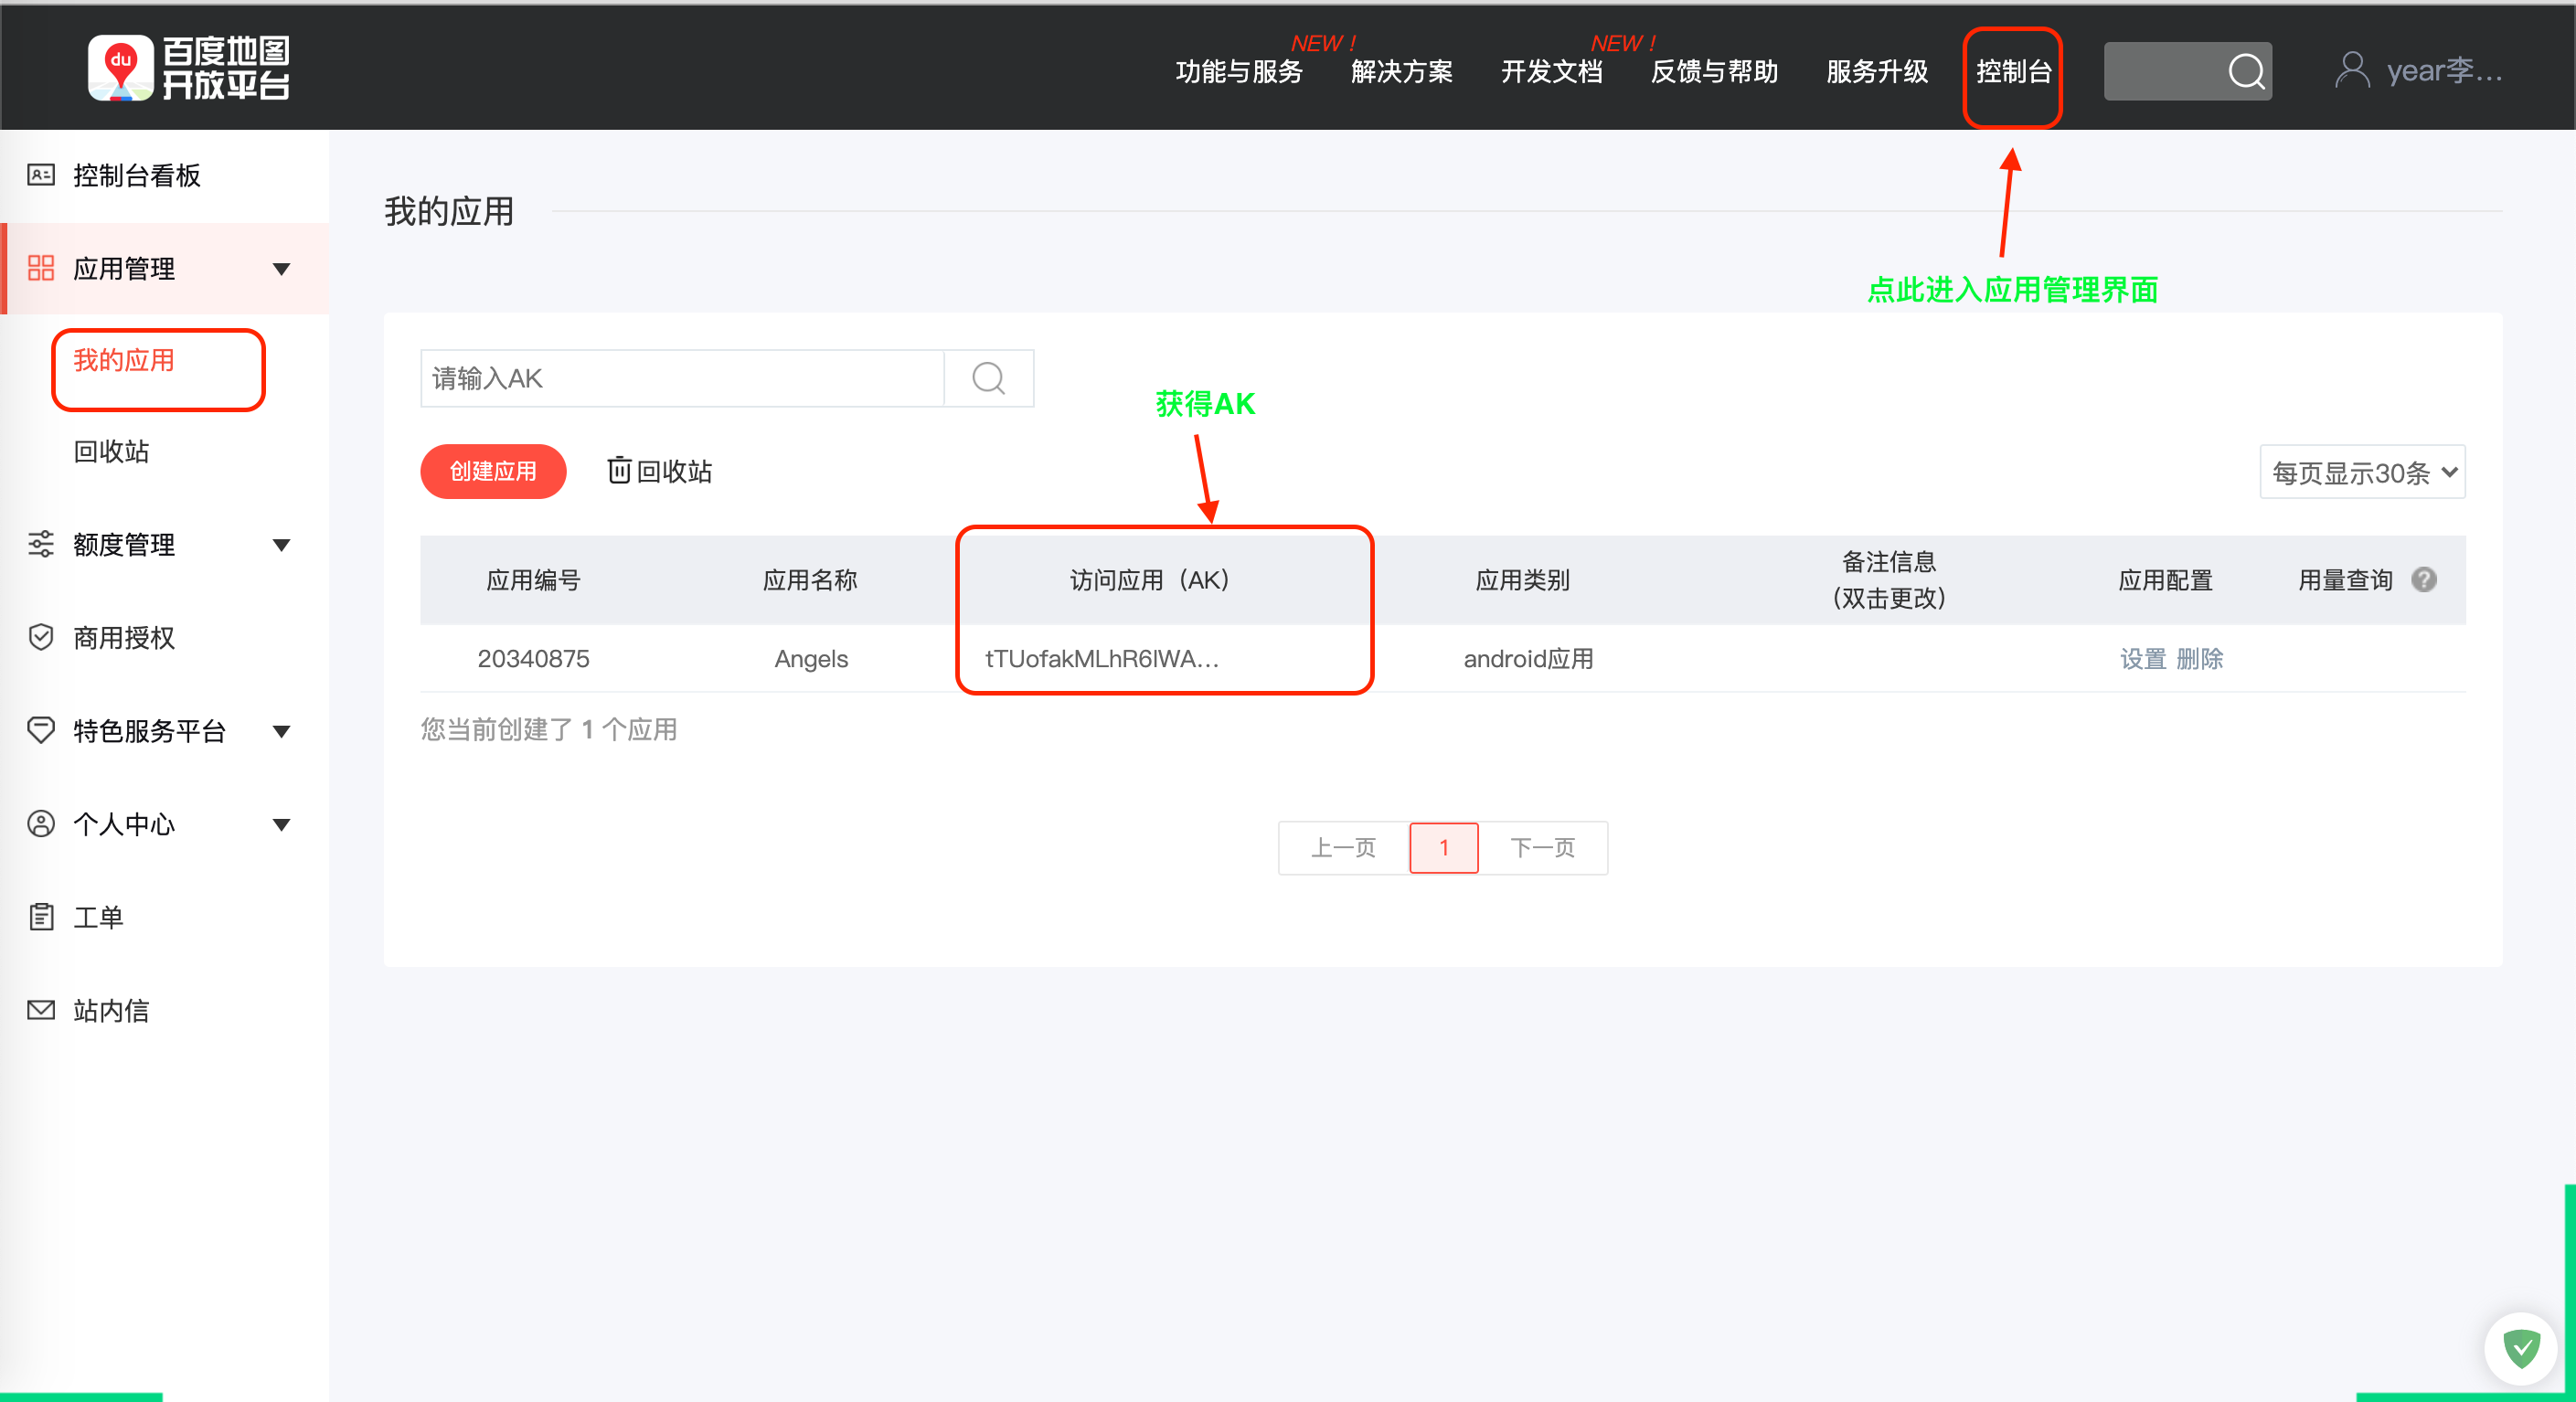 百度地图
开放平台
功能与服务
NEW !
解决方案
开发文档
NEW !
反馈与帮助
服务升级
控制台
year李...
控制台看板
应用管理
我的应用
回收站
额度管理
商用授权
特色服务平台
个人中心
工单
站内信
我的应用
点此进入应用管理界面
请输入AK
获得AK
创建应用
回收站
每页显示30条
应用编号
应用名称
访问应用（AK）
应用类别
备注信息
（双击更改）
应用配置
用量查询 ?
20340875
Angels
tTUofakMLhR6lWA...
android应用
设置 删除
您当前创建了 1 个应用
上一页
1
下一页